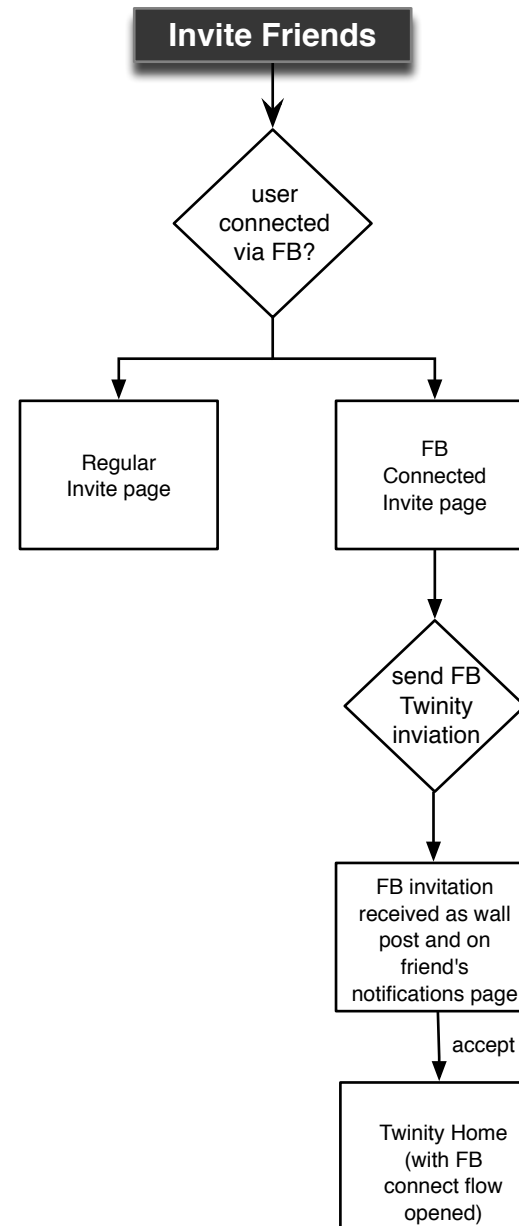 Invite Friends
user
connected
via FB?
Regular
Invite page
FB
Connected
Invite page
send FB
Twinity
inviation
FB invitation
received as wall
post and on
friend's
notifications page
accept
Twinity Home
(with FB
connect flow
opened)